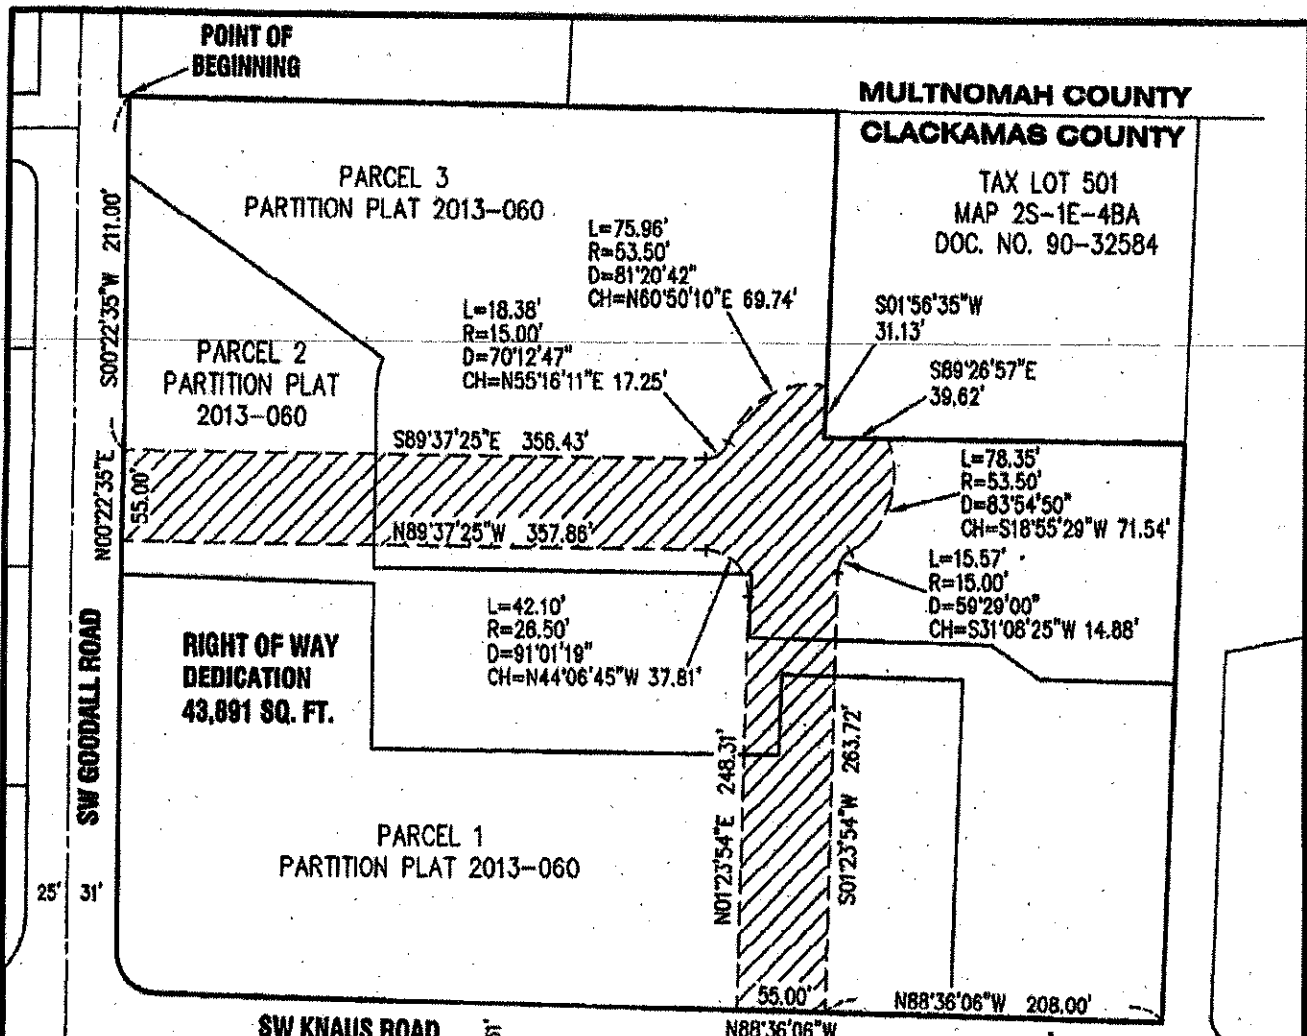 POINT OF
BEGINNING
MULTNOMAH COUNTY
CLACKAMAS COUNTY
PARCEL 3
PARTITION PLAT 2013-060
TAX LOT 501
MAP 2S-1E-4BA
DOC. NO. 90-32584
L=75.96'
R=53.50'
D=81°20'42"
CH=N60°50'10"E 69.74'
S00°22'35"W 211.00'
L=18.38'
R=15.00'
D=70°12'47"
CH=N55°16'11"E 17.25'
S01°56'35"W
31.13'
PARCEL 2
PARTITION PLAT
2013-060
S89°26'57"E
39.62'
S89°37'25"E 356.43'
N00°22'35"E
55.00'
N89°37'25"W 357.86'
L=78.35'
R=53.50'
D=83°54'50"
CH=S18°55'29"W 71.54'
L=15.57'
R=15.00'
D=59°29'00"
CH=S31°08'25"W 14.88'
L=42.10'
R=26.50'
D=91°01'19"
CH=N44°06'45"W 37.81'
RIGHT OF WAY
DEDICATION
43,891 SQ. FT.
SW GOODALL ROAD
N01°23'54"E 248.31'
S01°23'54"W 263.72'
PARCEL 1
PARTITION PLAT 2013-060
25' 31'
55.00'
N88°36'06"W 208.00'
SW KNAUS ROAD
N88°36'06"W